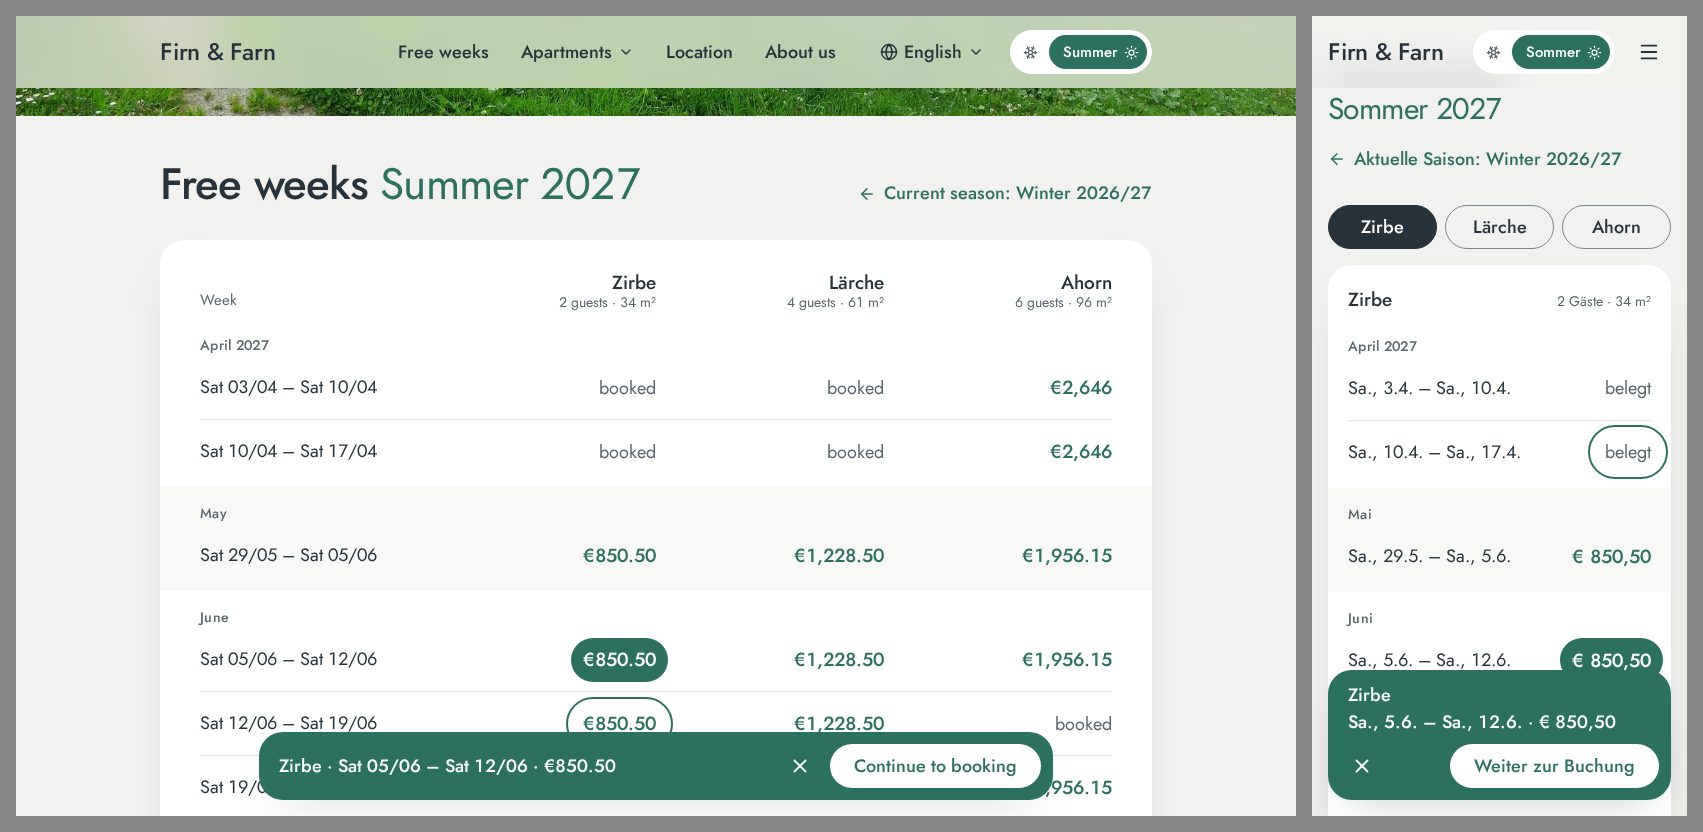 Firn & Farn
Free weeks
Apartments
Location
About us
English
Summer
Free weeks Summer 2027
Current season: Winter 2026/27
Week
Zirbe
2 guests · 34 m²
Lärche
4 guests · 61 m²
Ahorn
6 guests · 96 m²
April 2027
Sat 03/04 – Sat 10/04 booked booked €2,646
Sat 10/04 – Sat 17/04 booked booked €2,646
May
Sat 29/05 – Sat 05/06 €850.50 €1,228.50 €1,956.15
June
Sat 05/06 – Sat 12/06 €850.50 €1,228.50 €1,956.15
Sat 12/06 – Sat 19/06 €850.50 €1,228.50 booked
Zirbe · Sat 05/06 – Sat 12/06 · €850.50
Continue to booking
Firn & Farn
Sommer
Sommer 2027
Aktuelle Saison: Winter 2026/27
Zirbe
Lärche
Ahorn
Zirbe 2 Gäste · 34 m²
April 2027
Sa., 3.4. – Sa., 10.4. belegt
Sa., 10.4. – Sa., 17.4. belegt
Mai
Sa., 29.5. – Sa., 5.6. € 850,50
Juni
Sa., 5.6. – Sa., 12.6. € 850,50
Zirbe
Sa., 5.6. – Sa., 12.6. · € 850,50
Weiter zur Buchung